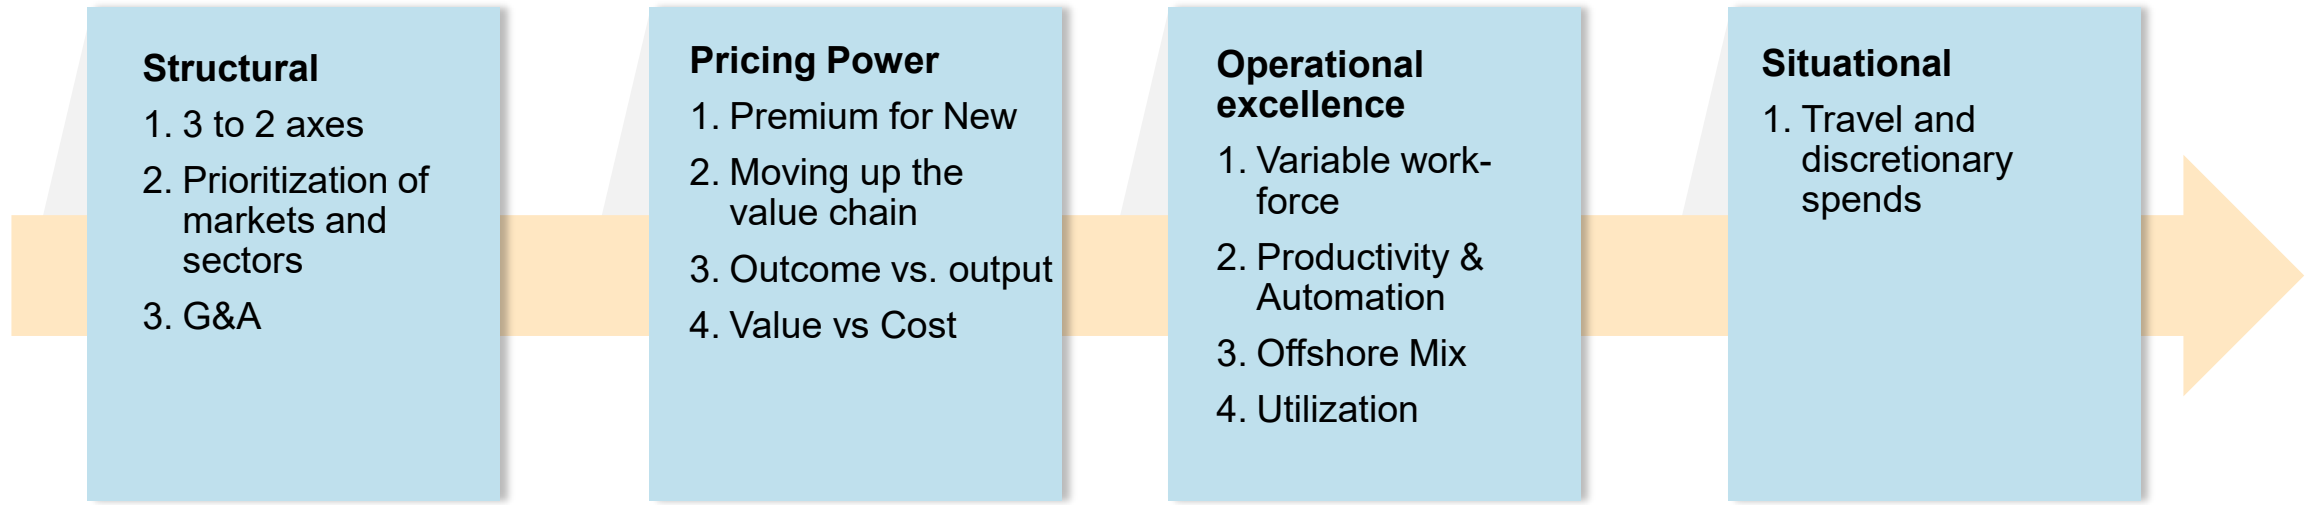 Structural
1. 3 to 2 axes
2. Prioritization of
markets and
sectors
3. G&A
Pricing Power
1. Premium for New
2. Moving up the
value chain
3. Outcome vs. output
4. Value vs Cost
Operational
excellence
1. Variable work-
force
2. Productivity &
Automation
3. Offshore Mix
4. Utilization
Situational
1. Travel and
discretionary
spends